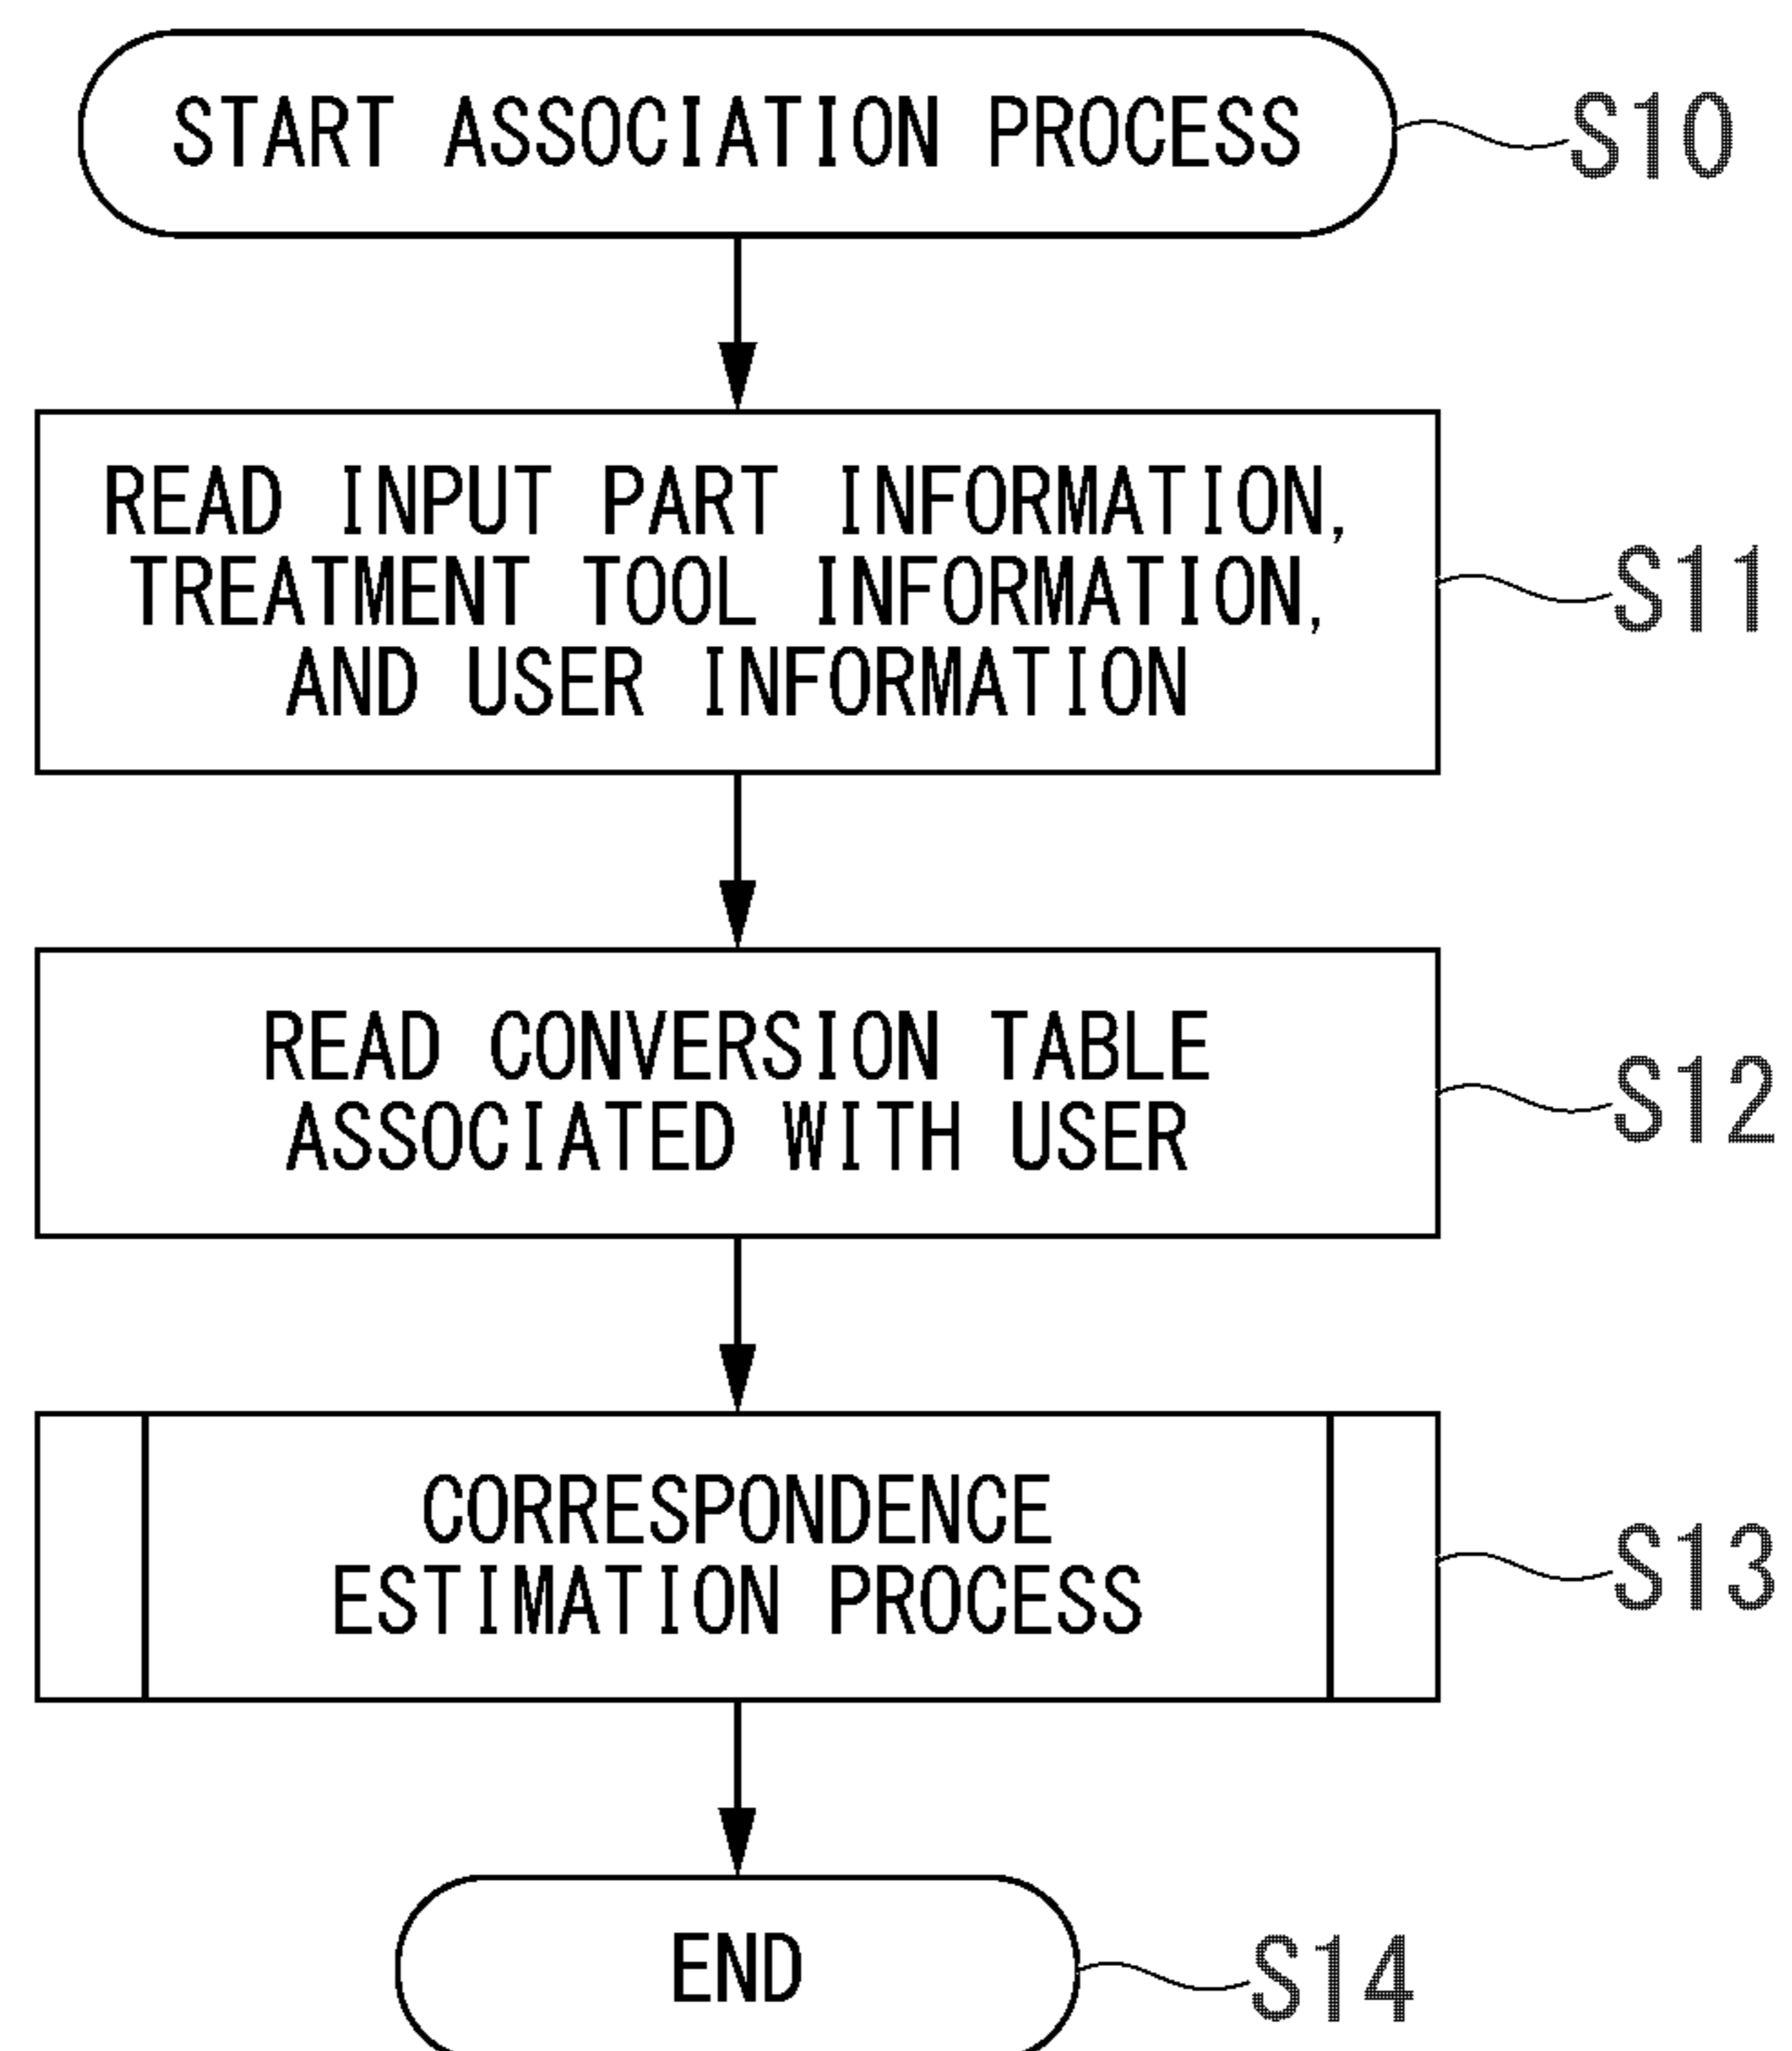 START ASSOCIATION PROCESS
S10
READ INPUT PART INFORMATION,
TREATMENT TOOL INFORMATION,
AND USER INFORMATION
S11
READ CONVERSION TABLE
ASSOCIATED WITH USER
S12
CORRESPONDENCE
ESTIMATION PROCESS
S13
END
S14